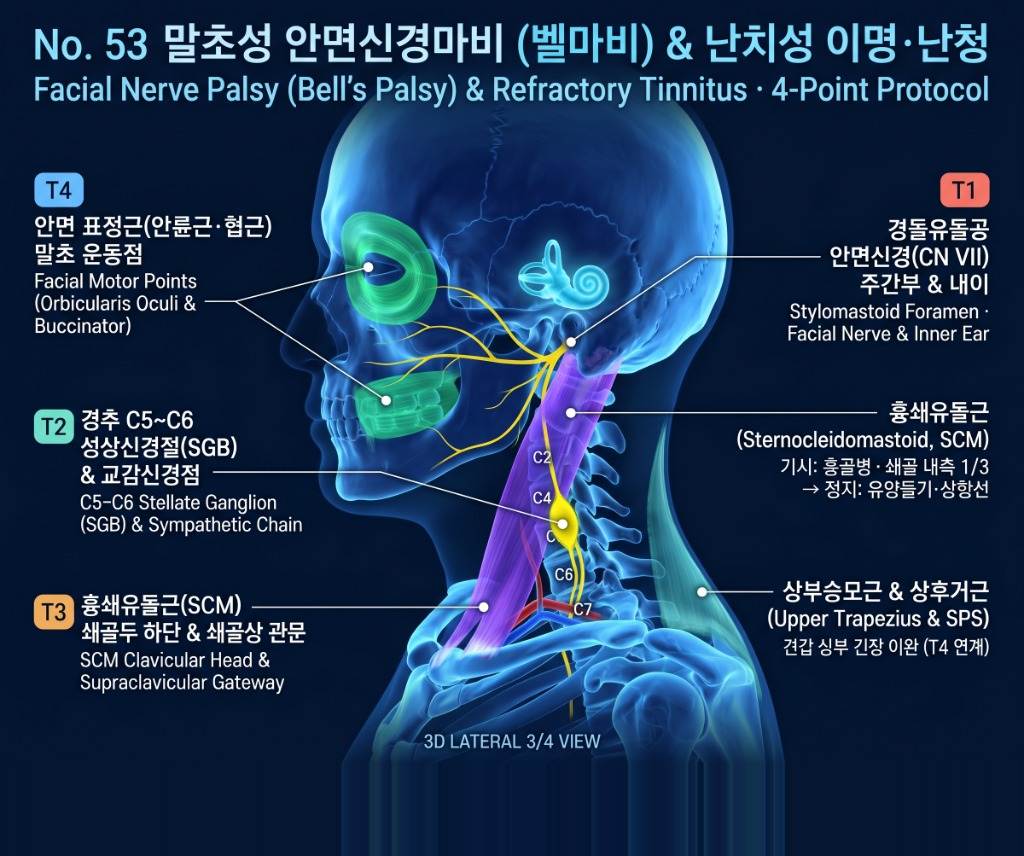 No. 53 말초성 안면신경마비 (벨마비) & 난치성 이명·난청
Facial Nerve Palsy (Bell's Palsy) & Refractory Tinnitus · 4-Point Protocol
T4
안면 표정근(안륜근·협근)
말초 운동점
Facial Motor Points
(Orbicularis Oculi &
Buccinator)
T2
경추 C5~C6
성상신경절(SGB)
& 교감신경점
C5–C6 Stellate Ganglion
(SGB) & Sympathetic Chain
T3
흉쇄유돌근(SCM)
쇄골두 하단 & 쇄골상 관문
SCM Clavicular Head &
Supraclavicular Gateway
T1
경돌유돌공
안면신경(CN VII)
주간부 & 내이
Stylomastoid Foramen ·
Facial Nerve & Inner Ear
흉쇄유돌근
(Sternocleidomastoid, SCM)
기시: 흉골병 · 쇄골 내측 1/3
→ 정지: 유양들기·상항선
상부승모근 & 상후거근
(Upper Trapezius & SPS)
견갑 심부 긴장 이완 (T4 연계)
C2
C4
C
C6
C7
3D LATERAL 3/4 VIEW